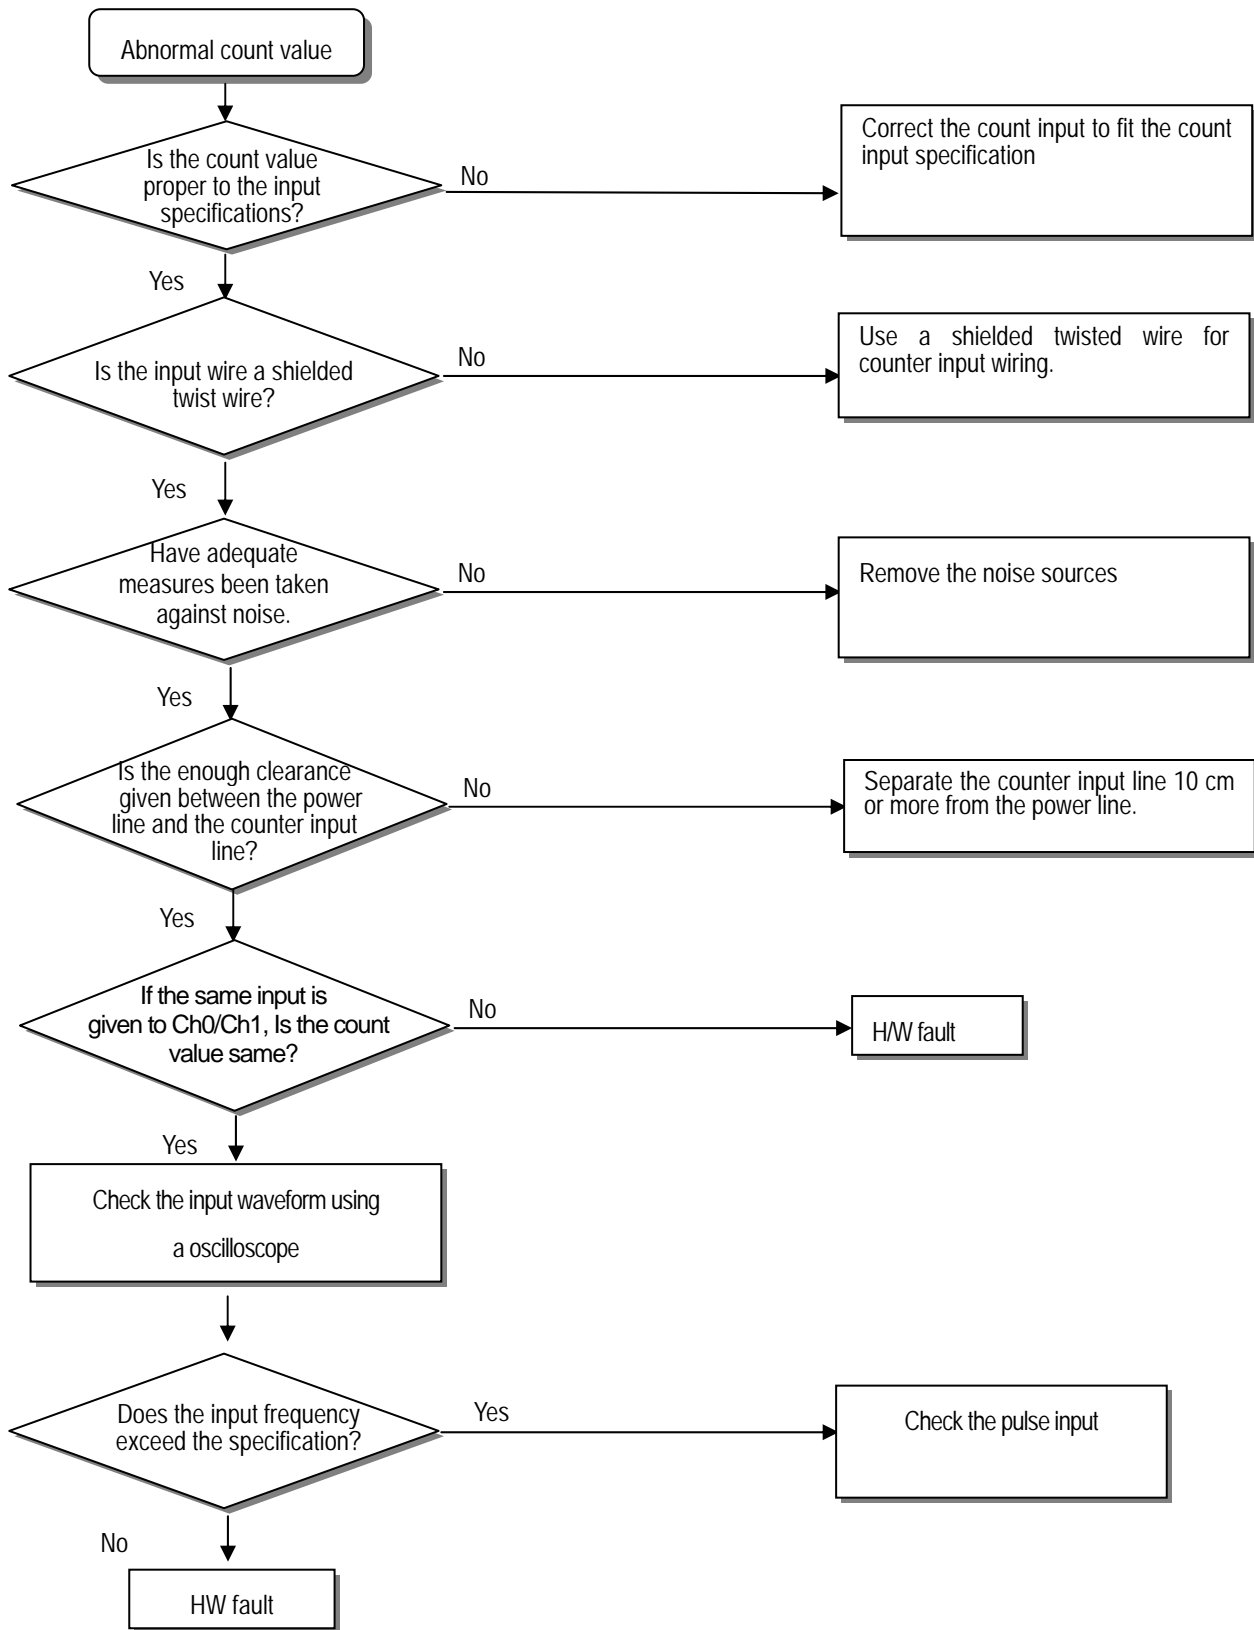 Abnormal count value
Is the count value
proper to the input
specifications?
No
Correct the count input to fit the count
input specification
Yes
Is the input wire a shielded
twist wire?
No
Use a shielded twisted wire for
counter input wiring.
Yes
Have adequate
measures been taken
against noise.
No
Remove the noise sources
Yes
Is the enough clearance
given between the power
line and the counter input
line?
No
Separate the counter input line 10 cm
or more from the power line.
Yes
If the same input is
given to Ch0/Ch1, Is the count
value same?
No
H/W fault
Yes
Check the input waveform using
a oscilloscope
Does the input frequency
exceed the specification?
Yes
Check the pulse input
No
HW fault